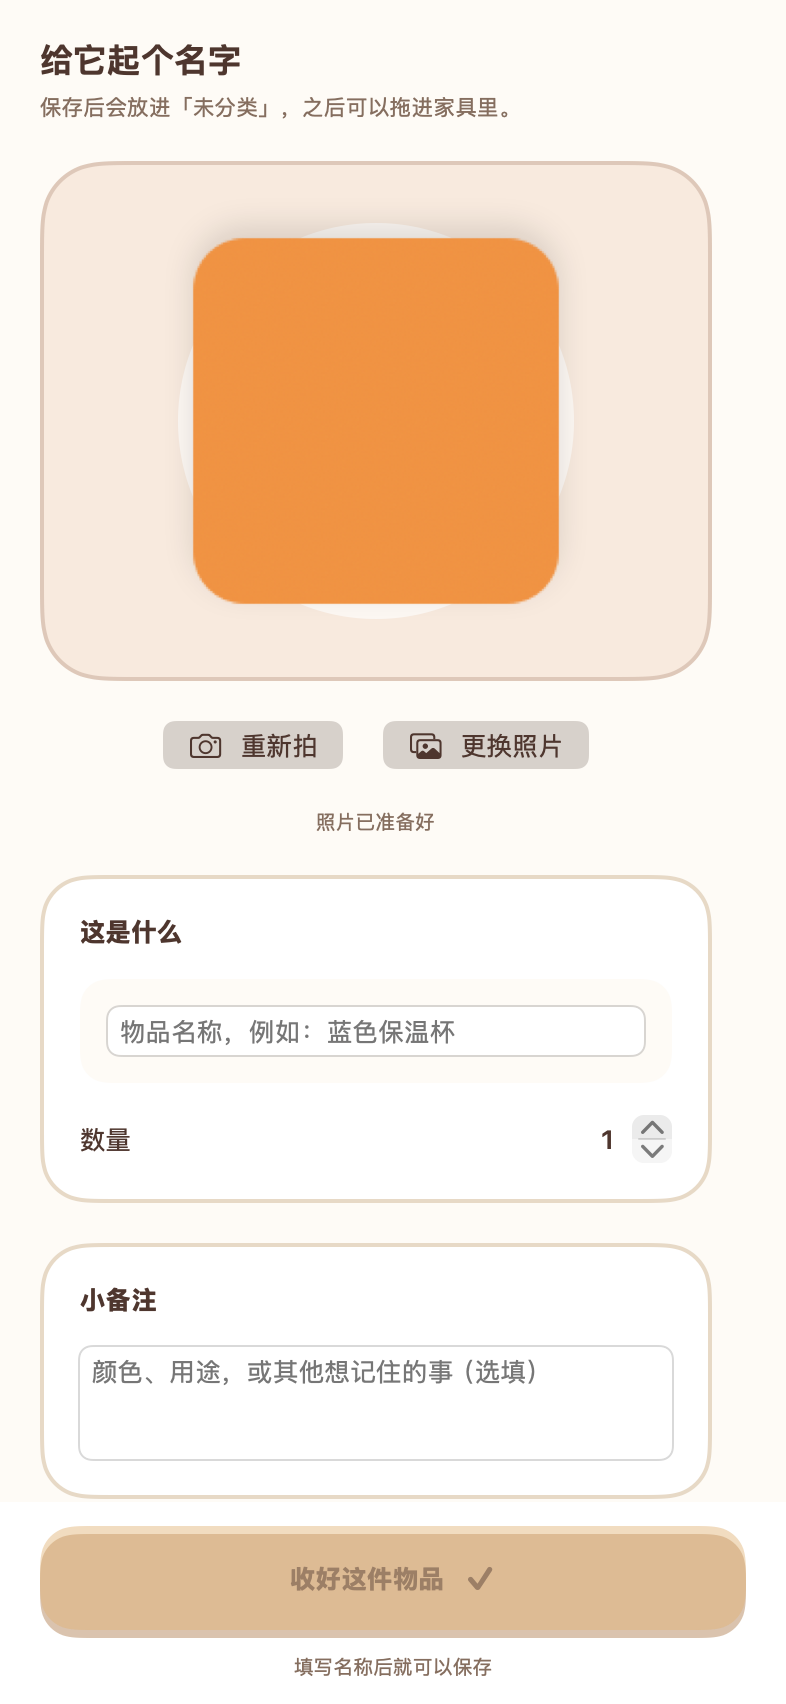 给它起个名字
保存后会放进「未分类」，之后可以拖进家具里。
重新拍
更换照片
照片已准备好
这是什么
物品名称，例如：蓝色保温杯
数量
1
小备注
颜色、用途，或其他想记住的事（选填）
收好这件物品
填写名称后就可以保存